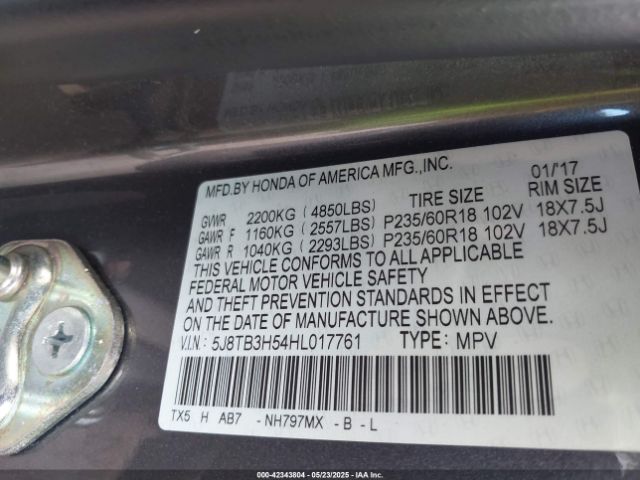 MFD.BY HONDA OF AMERICA MFG.,INC. 01/'17
TIRE SIZE RIM SIZE
GVWR 2200KG (4850LBS)
GAWR F 1160KG (2557LBS) P235/60R18 102V 18X7.5J
GAWR R 1040KG (2293LBS) P235/60R18 102V 18X7.5J
THIS VEHICLE CONFORMS TO ALL APPLICABLE
FEDERAL MOTOR VEHICLE SAFETY
AND THEFT PREVENTION STANDARDS IN EFFECT
ON THE DATE OF MANUFACTURE SHOWN ABOVE.
V.I.N: 5J8TB3H54HL017761 TYPE: MPV
TX5 H AB7 -NH797MX -B -L
000-42343804 - 05/23/2025 - IAAI.COM